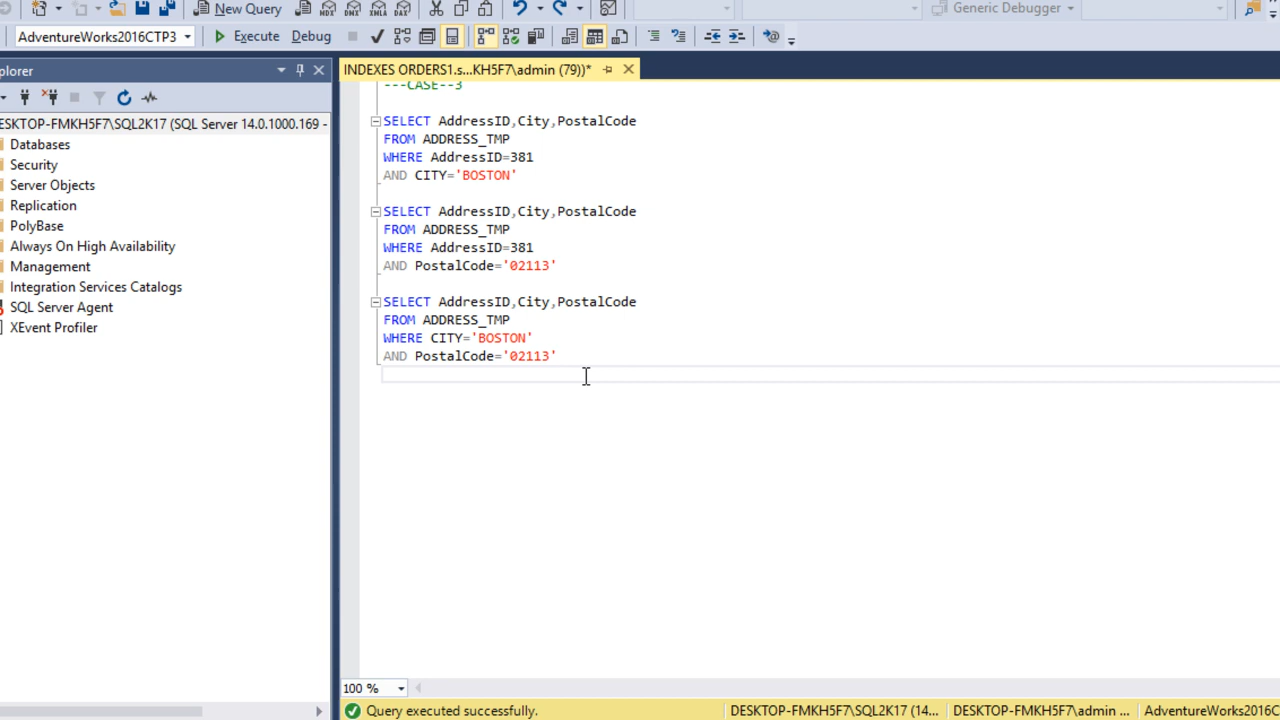 New Query
Generic Debugger
AdventureWorks2016CTP3
Execute
Debug
plorer
INDEXES ORDERS1.s...KH5F7\admin (79))*
---CASE--3
ESKTOP-FMKH5F7\SQL2K17 (SQL Server 14.0.1000.169 -
Databases
Security
Server Objects
Replication
PolyBase
Always On High Availability
Management
Integration Services Catalogs
SQL Server Agent
XEvent Profiler
SELECT AddressID,City,PostalCode
FROM ADDRESS_TMP
WHERE AddressID=381
AND CITY='BOSTON'
SELECT AddressID,City,PostalCode
FROM ADDRESS_TMP
WHERE AddressID=381
AND PostalCode='02113'
SELECT AddressID,City,PostalCode
FROM ADDRESS_TMP
WHERE CITY='BOSTON'
AND PostalCode='02113'
100 %
Query executed successfully.
DESKTOP-FMKH5F7\SQL2K17 (14...
DESKTOP-FMKH5F7\admin ...
AdventureWorks2016C